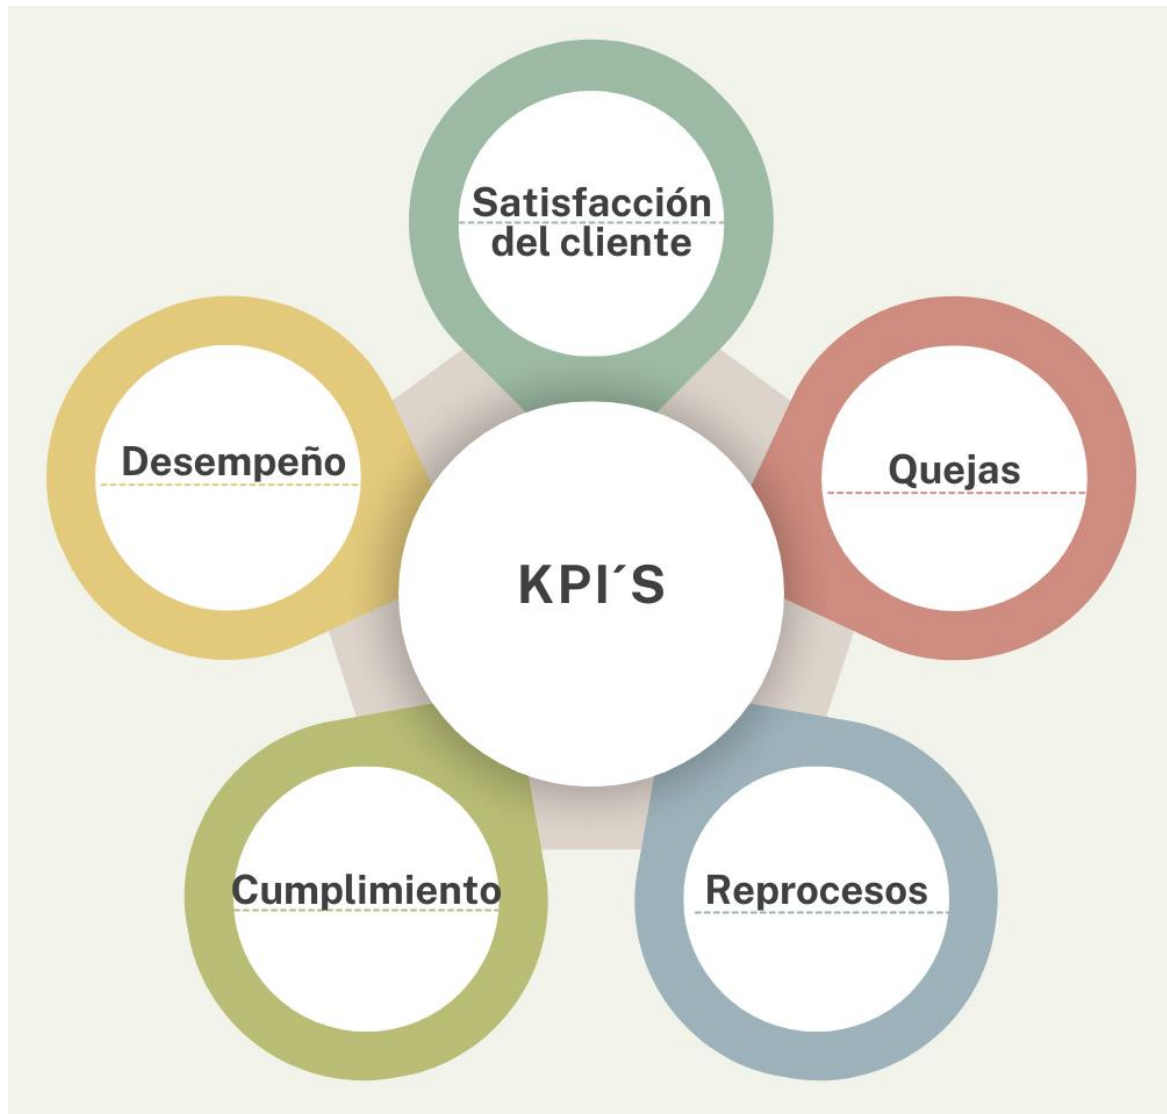 Satisfacción
del cliente
Desempeño
Quejas
KPI´S
Cumplimiento
Reprocesos